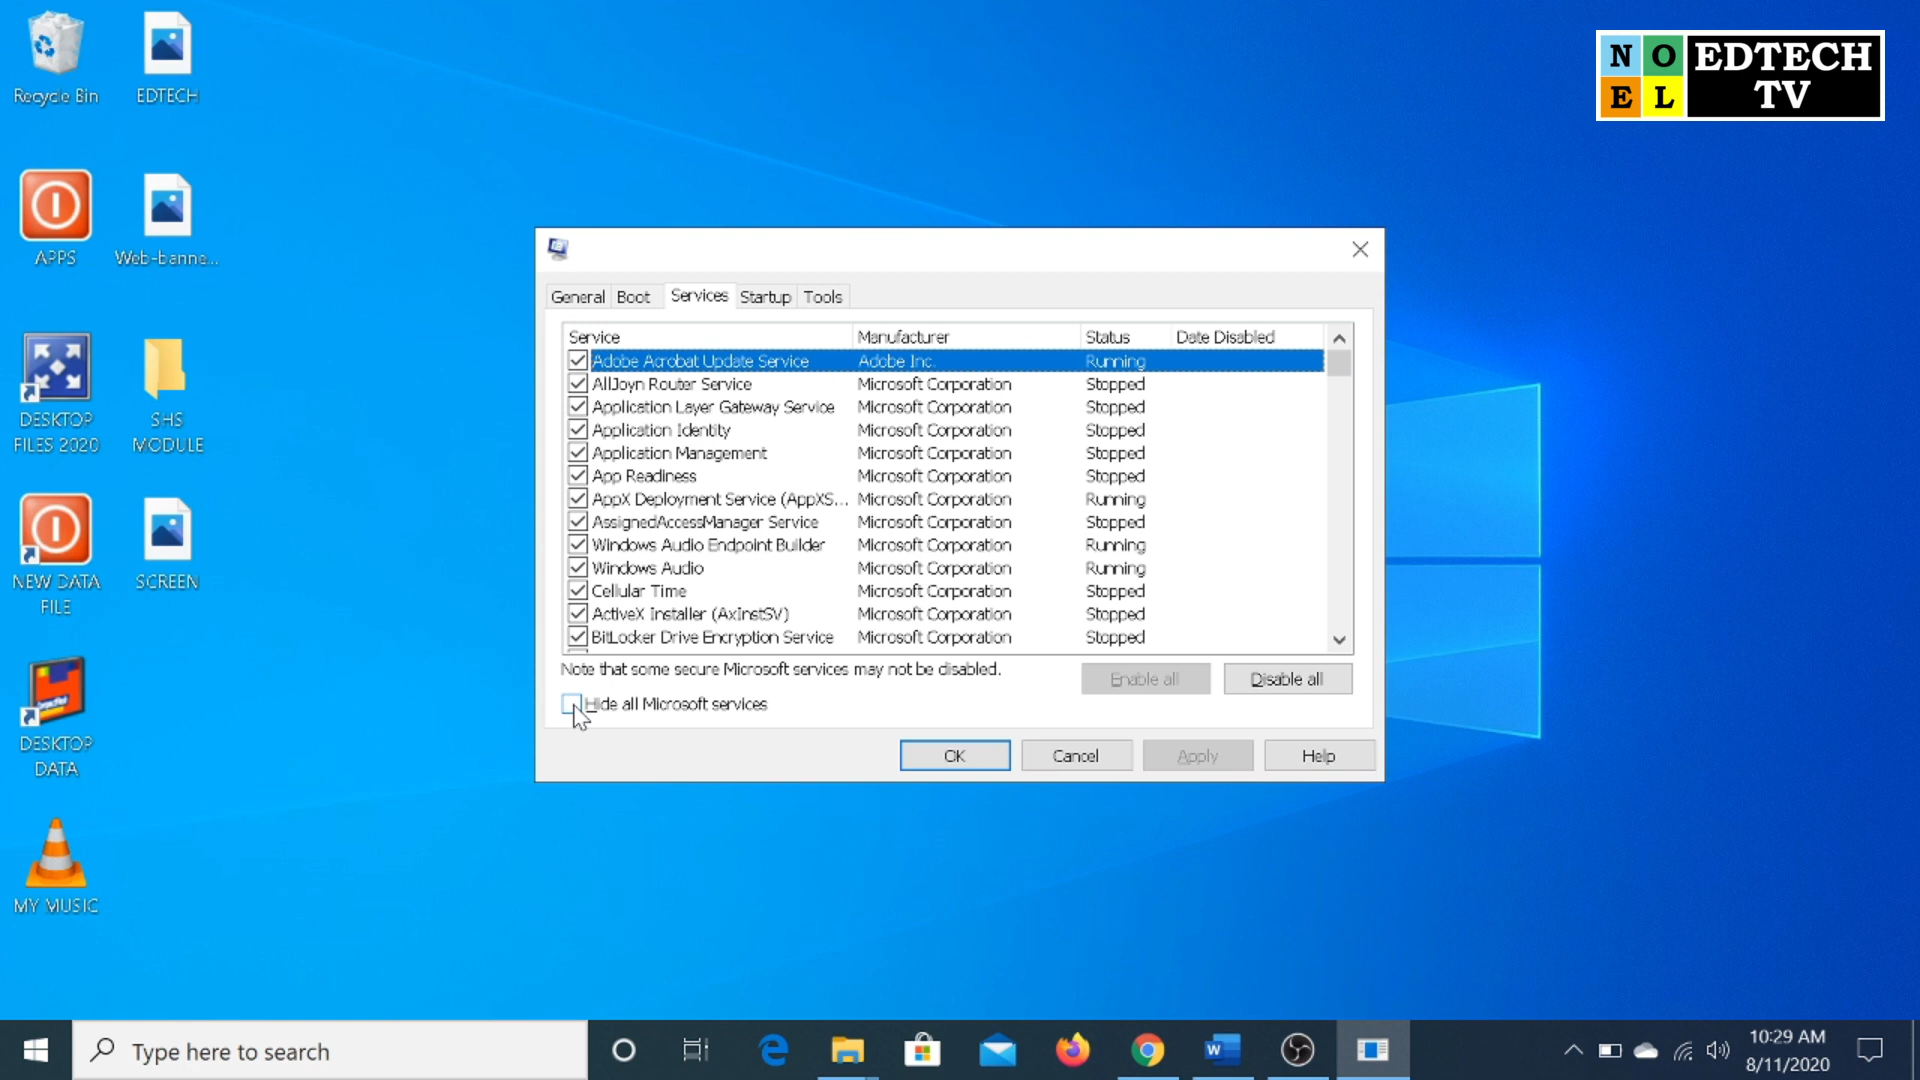 Recycle Bin
EDTECH
APPS
Web-banne...
DESKTOP
FILES 2020
SHS
MODULE
NEW DATA
FILE
SCREEN
DESKTOP
DATA
MY MUSIC
N O
E L
EDTECH
TV
General Boot Services Startup Tools
Service Manufacturer Status Date Disabled
Adobe Acrobat Update Service Adobe Inc. Running
AllJoyn Router Service Microsoft Corporation Stopped
Application Layer Gateway Service Microsoft Corporation Stopped
Application Identity Microsoft Corporation Stopped
Application Management Microsoft Corporation Stopped
App Readiness Microsoft Corporation Stopped
AppX Deployment Service (AppXS... Microsoft Corporation Running
AssignedAccessManager Service Microsoft Corporation Stopped
Windows Audio Endpoint Builder Microsoft Corporation Running
Windows Audio Microsoft Corporation Running
Cellular Time Microsoft Corporation Stopped
ActiveX Installer (AxInstSV) Microsoft Corporation Stopped
BitLocker Drive Encryption Service Microsoft Corporation Stopped
Note that some secure Microsoft services may not be disabled.
Enable all Disable all
Hide all Microsoft services
OK Cancel Apply Help
Type here to search
10:29 AM
8/11/2020